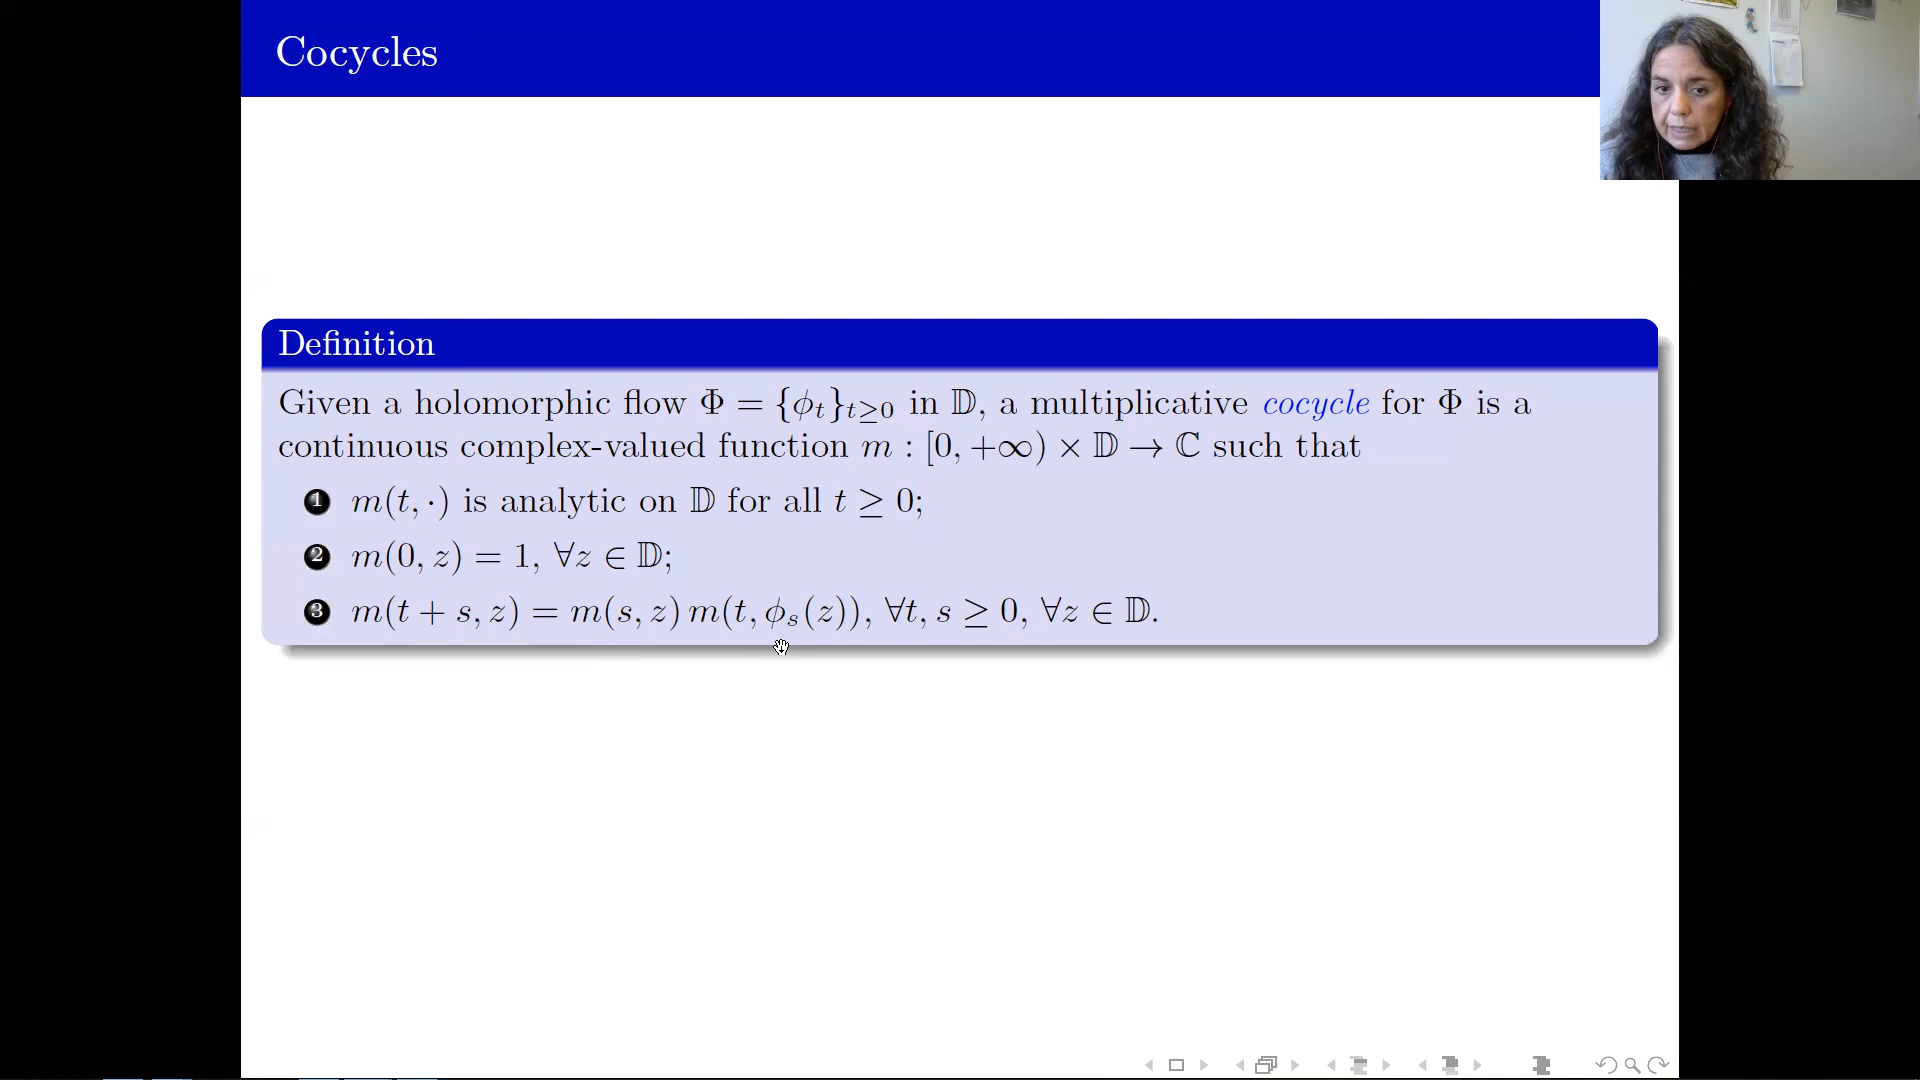 Cocycles
Definition
Given a holomorphic flow Φ = {ϕ_t}_{t≥0} in 𝔻, a multiplicative cocycle for Φ is a
continuous complex-valued function m : [0, +∞) × 𝔻 → ℂ such that
1 m(t, ·) is analytic on 𝔻 for all t ≥ 0;
2 m(0, z) = 1, ∀z ∈ 𝔻;
3 m(t + s, z) = m(s, z) m(t, ϕ_s(z)), ∀t, s ≥ 0, ∀z ∈ 𝔻.